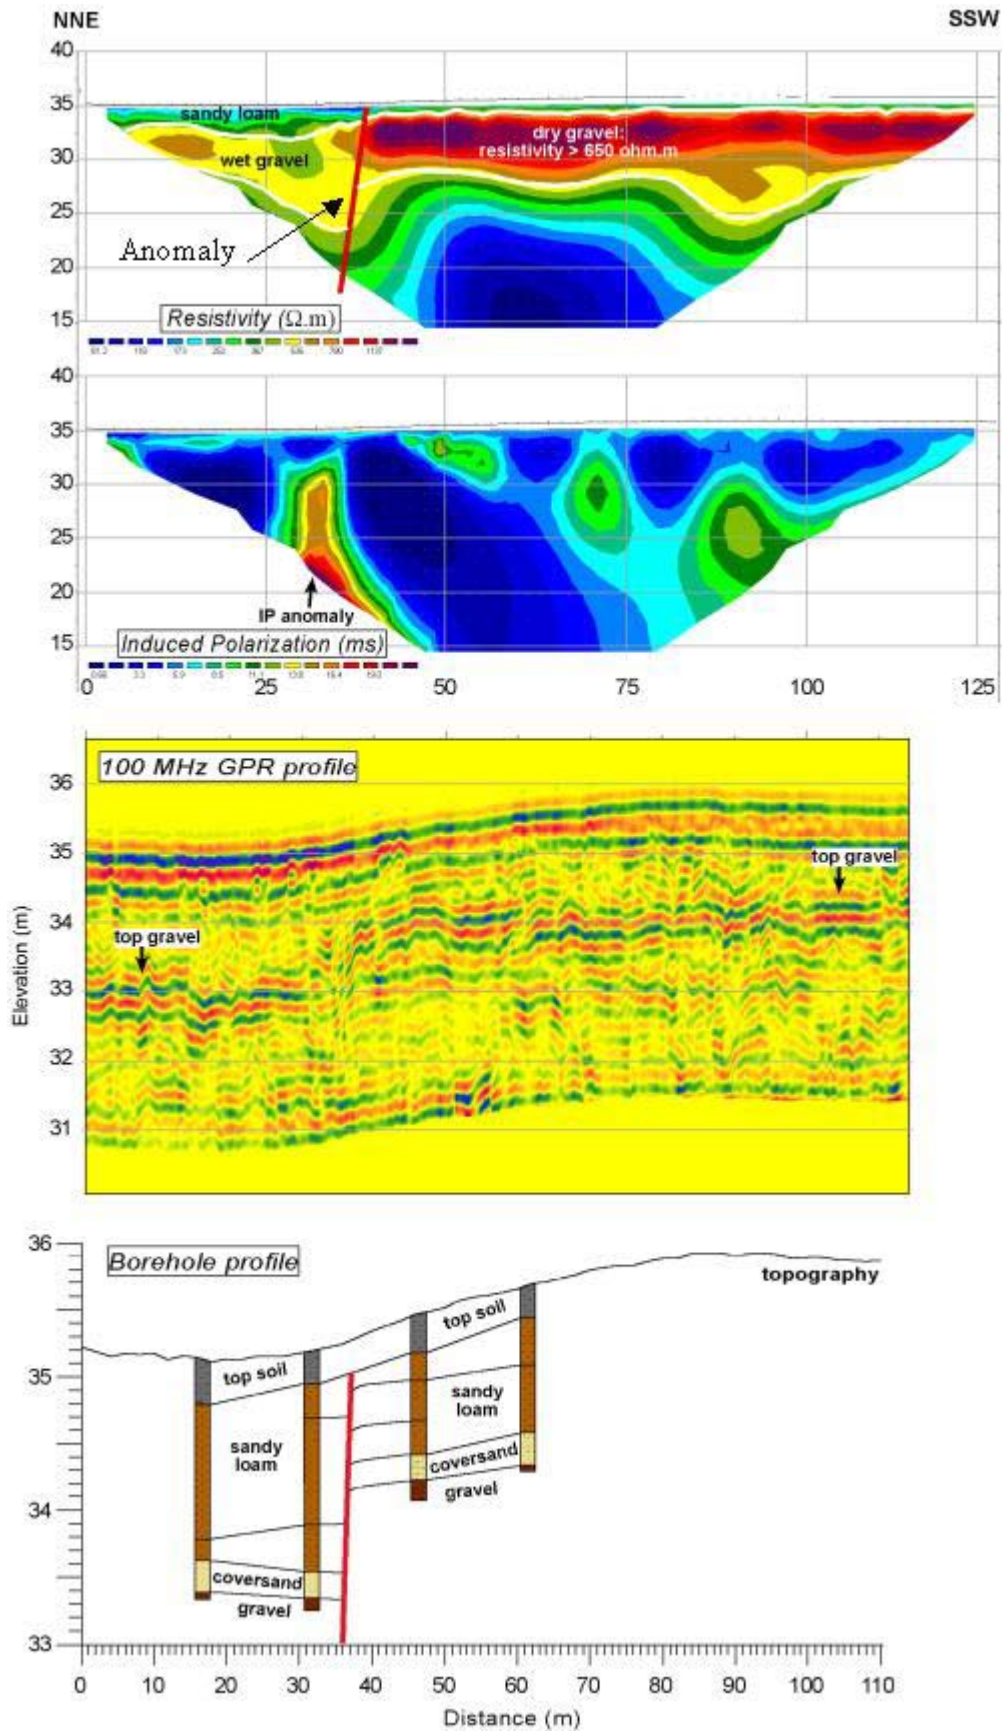 NNE SSW
40
35
sandy loam
dry gravel:
resistivity > 650 ohm.m
30
wet gravel
25
Anomaly
20
Resistivity (Ω.m)
15
40
35
30
25
20
IP anomaly
15
Induced Polarization (ms)
0 25 50 75 100 125
100 MHz GPR profile
36
35
top gravel
34
top gravel
33
32
31
Elevation (m)
36
Borehole profile
topography
top soil
35
top soil
sandy
loam
sandy
loam
coversand
gravel
34
coversand
gravel
33
0 10 20 30 40 50 60 70 80 90 100 110
Distance (m)